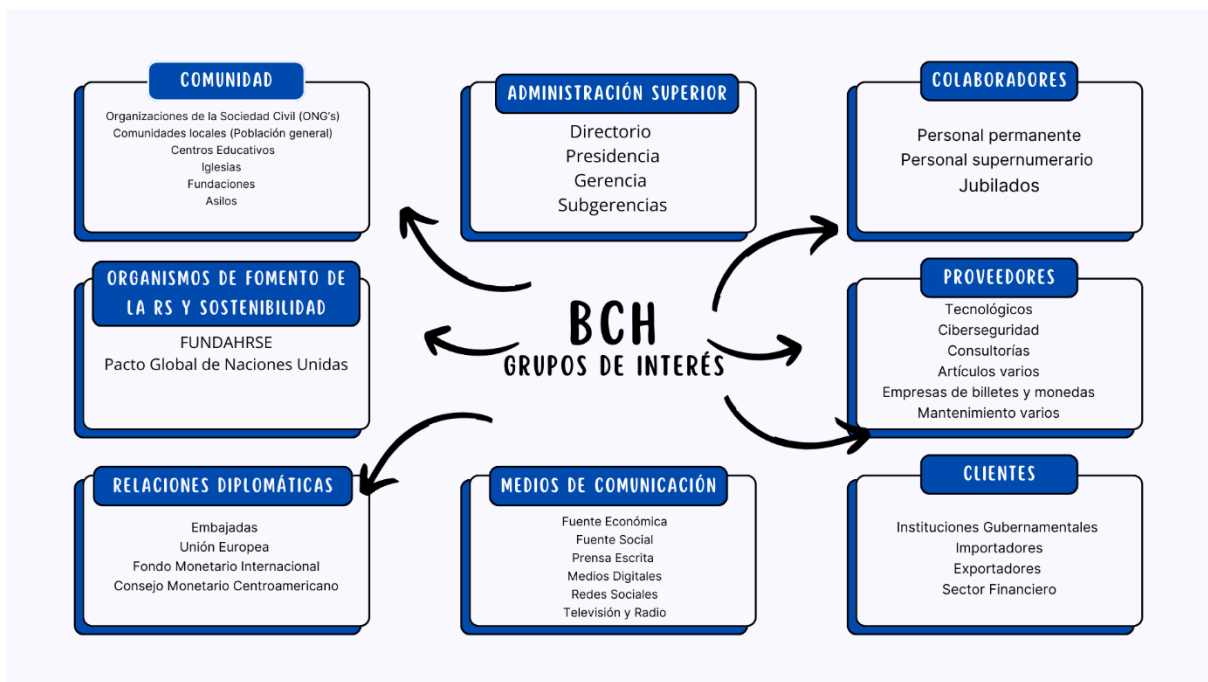 COMUNIDAD
Organizaciones de la Sociedad Civil (ONG's)
Comunidades locales (Población general)
Centros Educativos
Iglesias
Fundaciones
Asilos
ADMINISTRACIÓN SUPERIOR
Directorio
Presidencia
Gerencia
Subgerencias
COLABORADORES
Personal permanente
Personal supernumerario
Jubilados
ORGANISMOS DE FOMENTO DE
LA RS Y SOSTENIBILIDAD
FUNDAHRSE
Pacto Global de Naciones Unidas
BCH
GRUPOS DE INTERÉS
PROVEEDORES
Tecnológicos
Ciberseguridad
Consultorías
Artículos varios
Empresas de billetes y monedas
Mantenimiento varios
RELACIONES DIPLOMÁTICAS
Embajadas
Unión Europea
Fondo Monetario Internacional
Consejo Monetario Centroamericano
MEDIOS DE COMUNICACIÓN
Fuente Económica
Fuente Social
Prensa Escrita
Medios Digitales
Redes Sociales
Televisión y Radio
CLIENTES
Instituciones Gubernamentales
Importadores
Exportadores
Sector Financiero